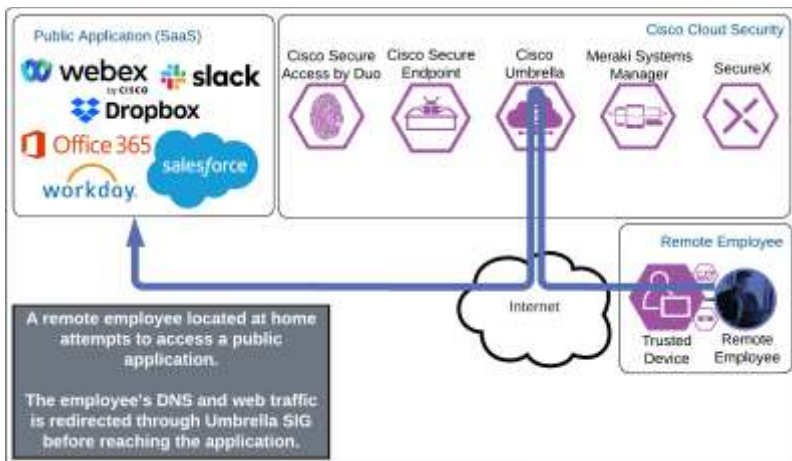 Public Application (SaaS)
webex
by CISCO
slack
Dropbox
Office 365
salesforce
workday.
Cisco Cloud Security
Cisco Secure
Access by Duo
Cisco Secure
Endpoint
Cisco
Umbrella
Meraki Systems
Manager
SecureX
Remote Employee
Trusted
Device
Remote
Employee
Internet
A remote employee located at home
attempts to access a public
application.
The employee's DNS and web traffic
is redirected through Umbrella SIG
before reaching the application.